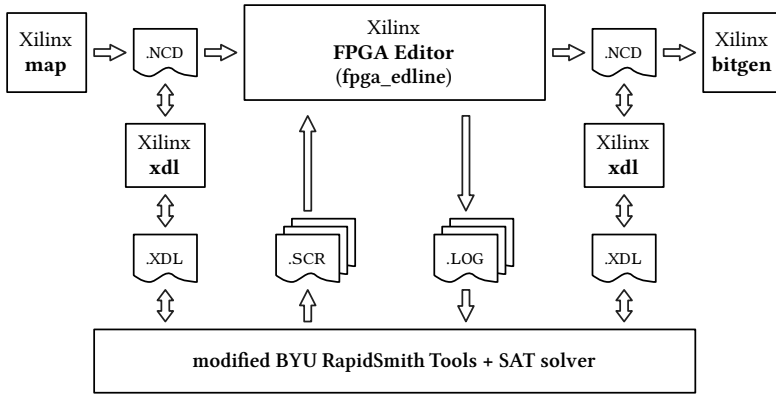 Xilinx
map
.NCD
Xilinx
FPGA Editor
(fpga_edline)
.NCD
Xilinx
bitgen
Xilinx
xdl
Xilinx
xdl
.XDL
.SCR
.LOG
.XDL
modified BYU RapidSmith Tools + SAT solver